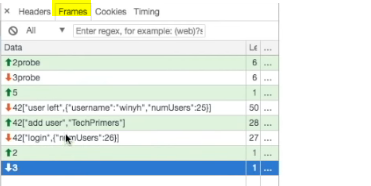 × Headers Frames Cookies Timing
All ▼ Enter regex, for example: (web)?s
Data Le ...
↑2probe 6 ...
↓3probe 6 ...
↑5 1 ...
↓42["user left",{"username":"winyh","numUsers":25}] 50 ...
↑42["add user","TechPrimers"] 28 ...
↓42["login",{"numUsers":26}] 27 ...
↑2 1 ...
↓3 1 ...